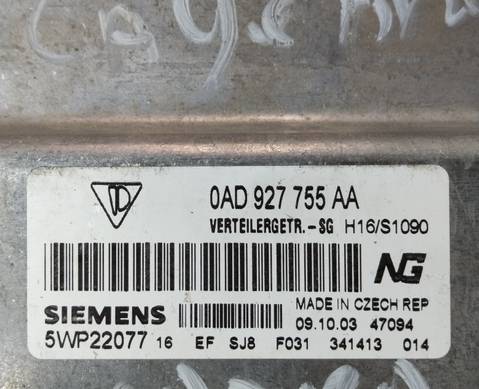 0AD 927 755 AA
VERTEILERGETR.-SG H16/S1090
NG
MADE IN CZECH REP
SIEMENS 09.10.03 47094
5WP22077 16 EF SJ8 F031 341413 014